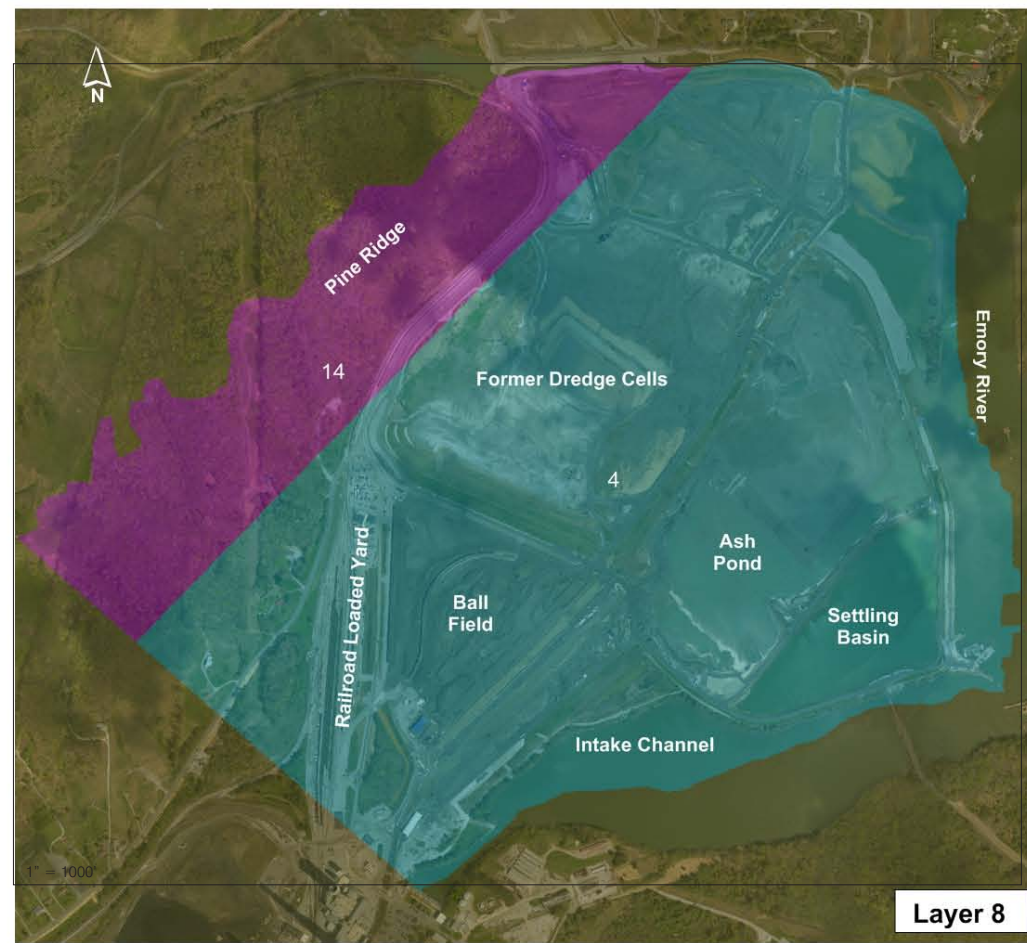 N
Pine Ridge
14
Former Dredge Cells
4
Emory River
Railroad Loaded Yard
Ball
Field
Ash
Pond
Settling
Basin
Intake Channel
1" = 1000'
Layer 8